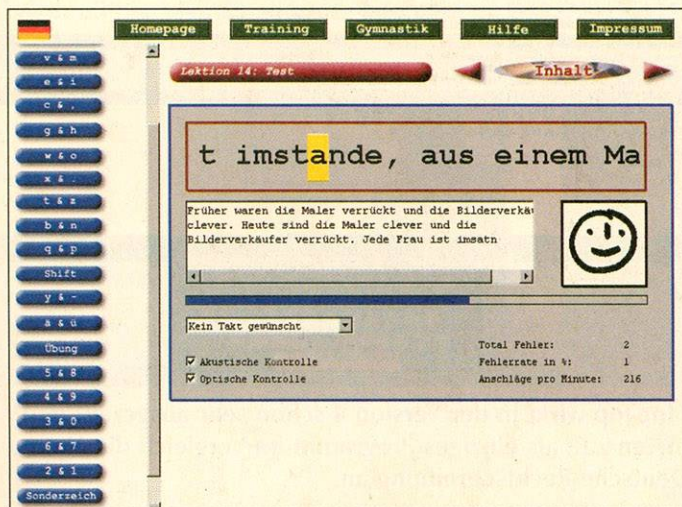 Homepage Training Gymnastik Hilfe Impressum
v & m
e & i
c & ,
g & h
w & o
x & .
t & z
b & n
q & p
Shift
y & -
ä & ü
Übung
5 & 8
4 & 9
3 & 0
6 & 7
2 & 1
Sonderzeich
Lektion 14: Test
Inhalt
t imstande, aus einem Ma
Früher waren die Maler verrückt und die Bilderverkäu
clever. Heute sind die Maler clever und die
Bilderverkäufer verrückt. Jede Frau ist imsatn
Kein Takt gewünscht
Akustische Kontrolle
Optische Kontrolle
Total Fehler: 2
Fehlerrate in %: 1
Anschläge pro Minute: 216